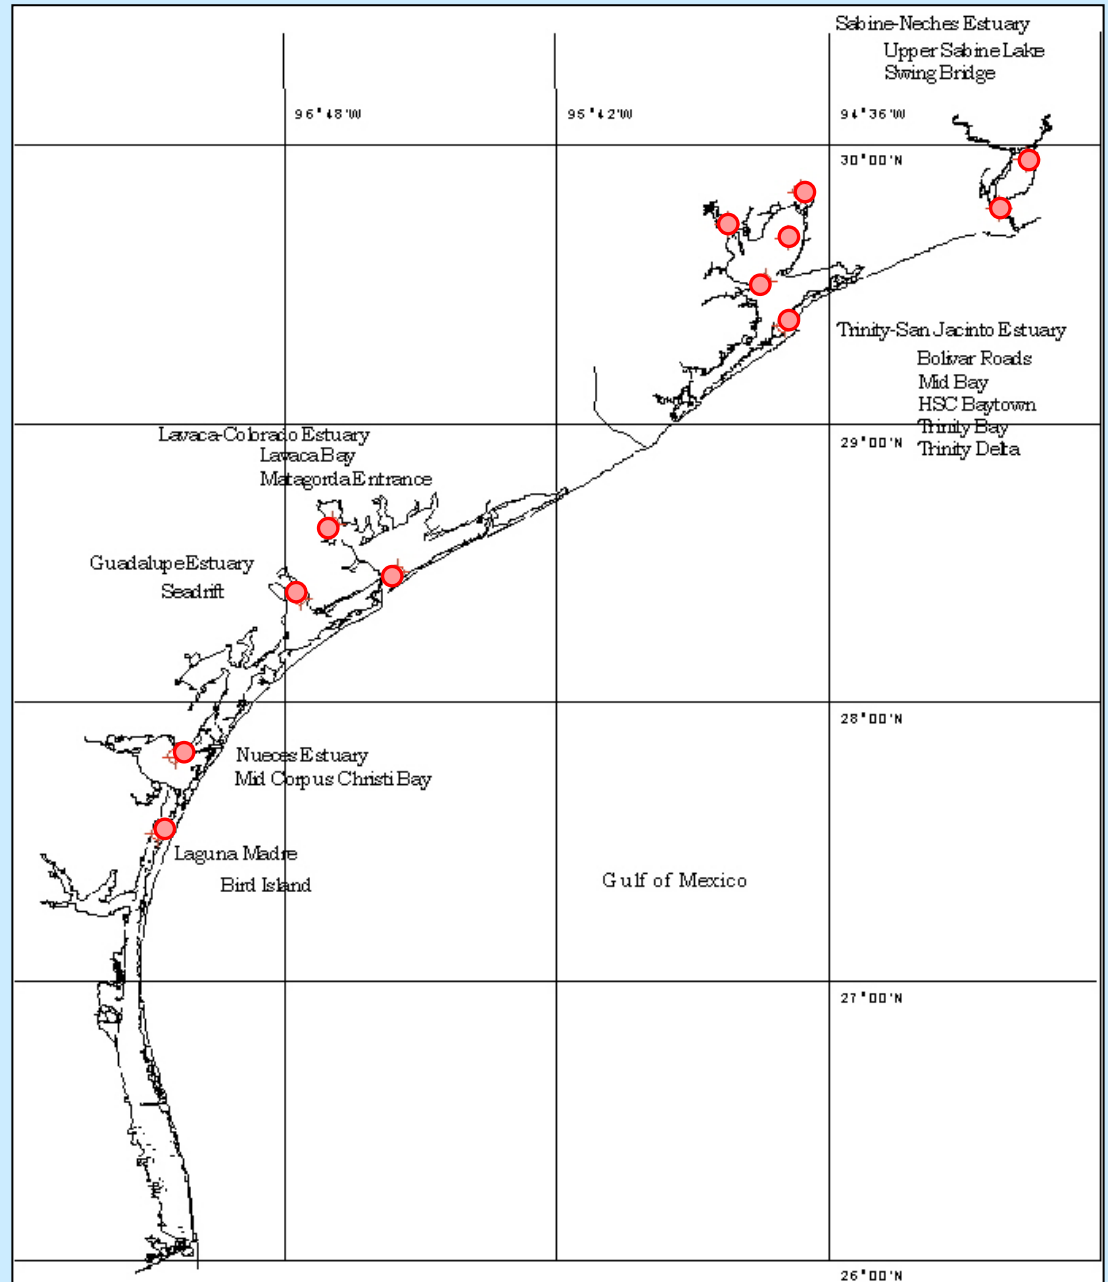 Sabine-Neches Estuary
Upper Sabine Lake
Swing Bridge
96°48'W
95°42'W
94°36'W
30°00'N
Trinity-San Jacinto Estuary
Bolivar Roads
Mid Bay
HSC Baytown
Trinity Bay
Trinity Delta
29°00'N
Lavaca-Colorado Estuary
Lavaca Bay
Matagorda Entrance
Guadalupe Estuary
Seadrift
28°00'N
Nueces Estuary
Mid Corpus Christi Bay
Laguna Madre
Bird Island
Gulf of Mexico
27°00'N
26°00'N